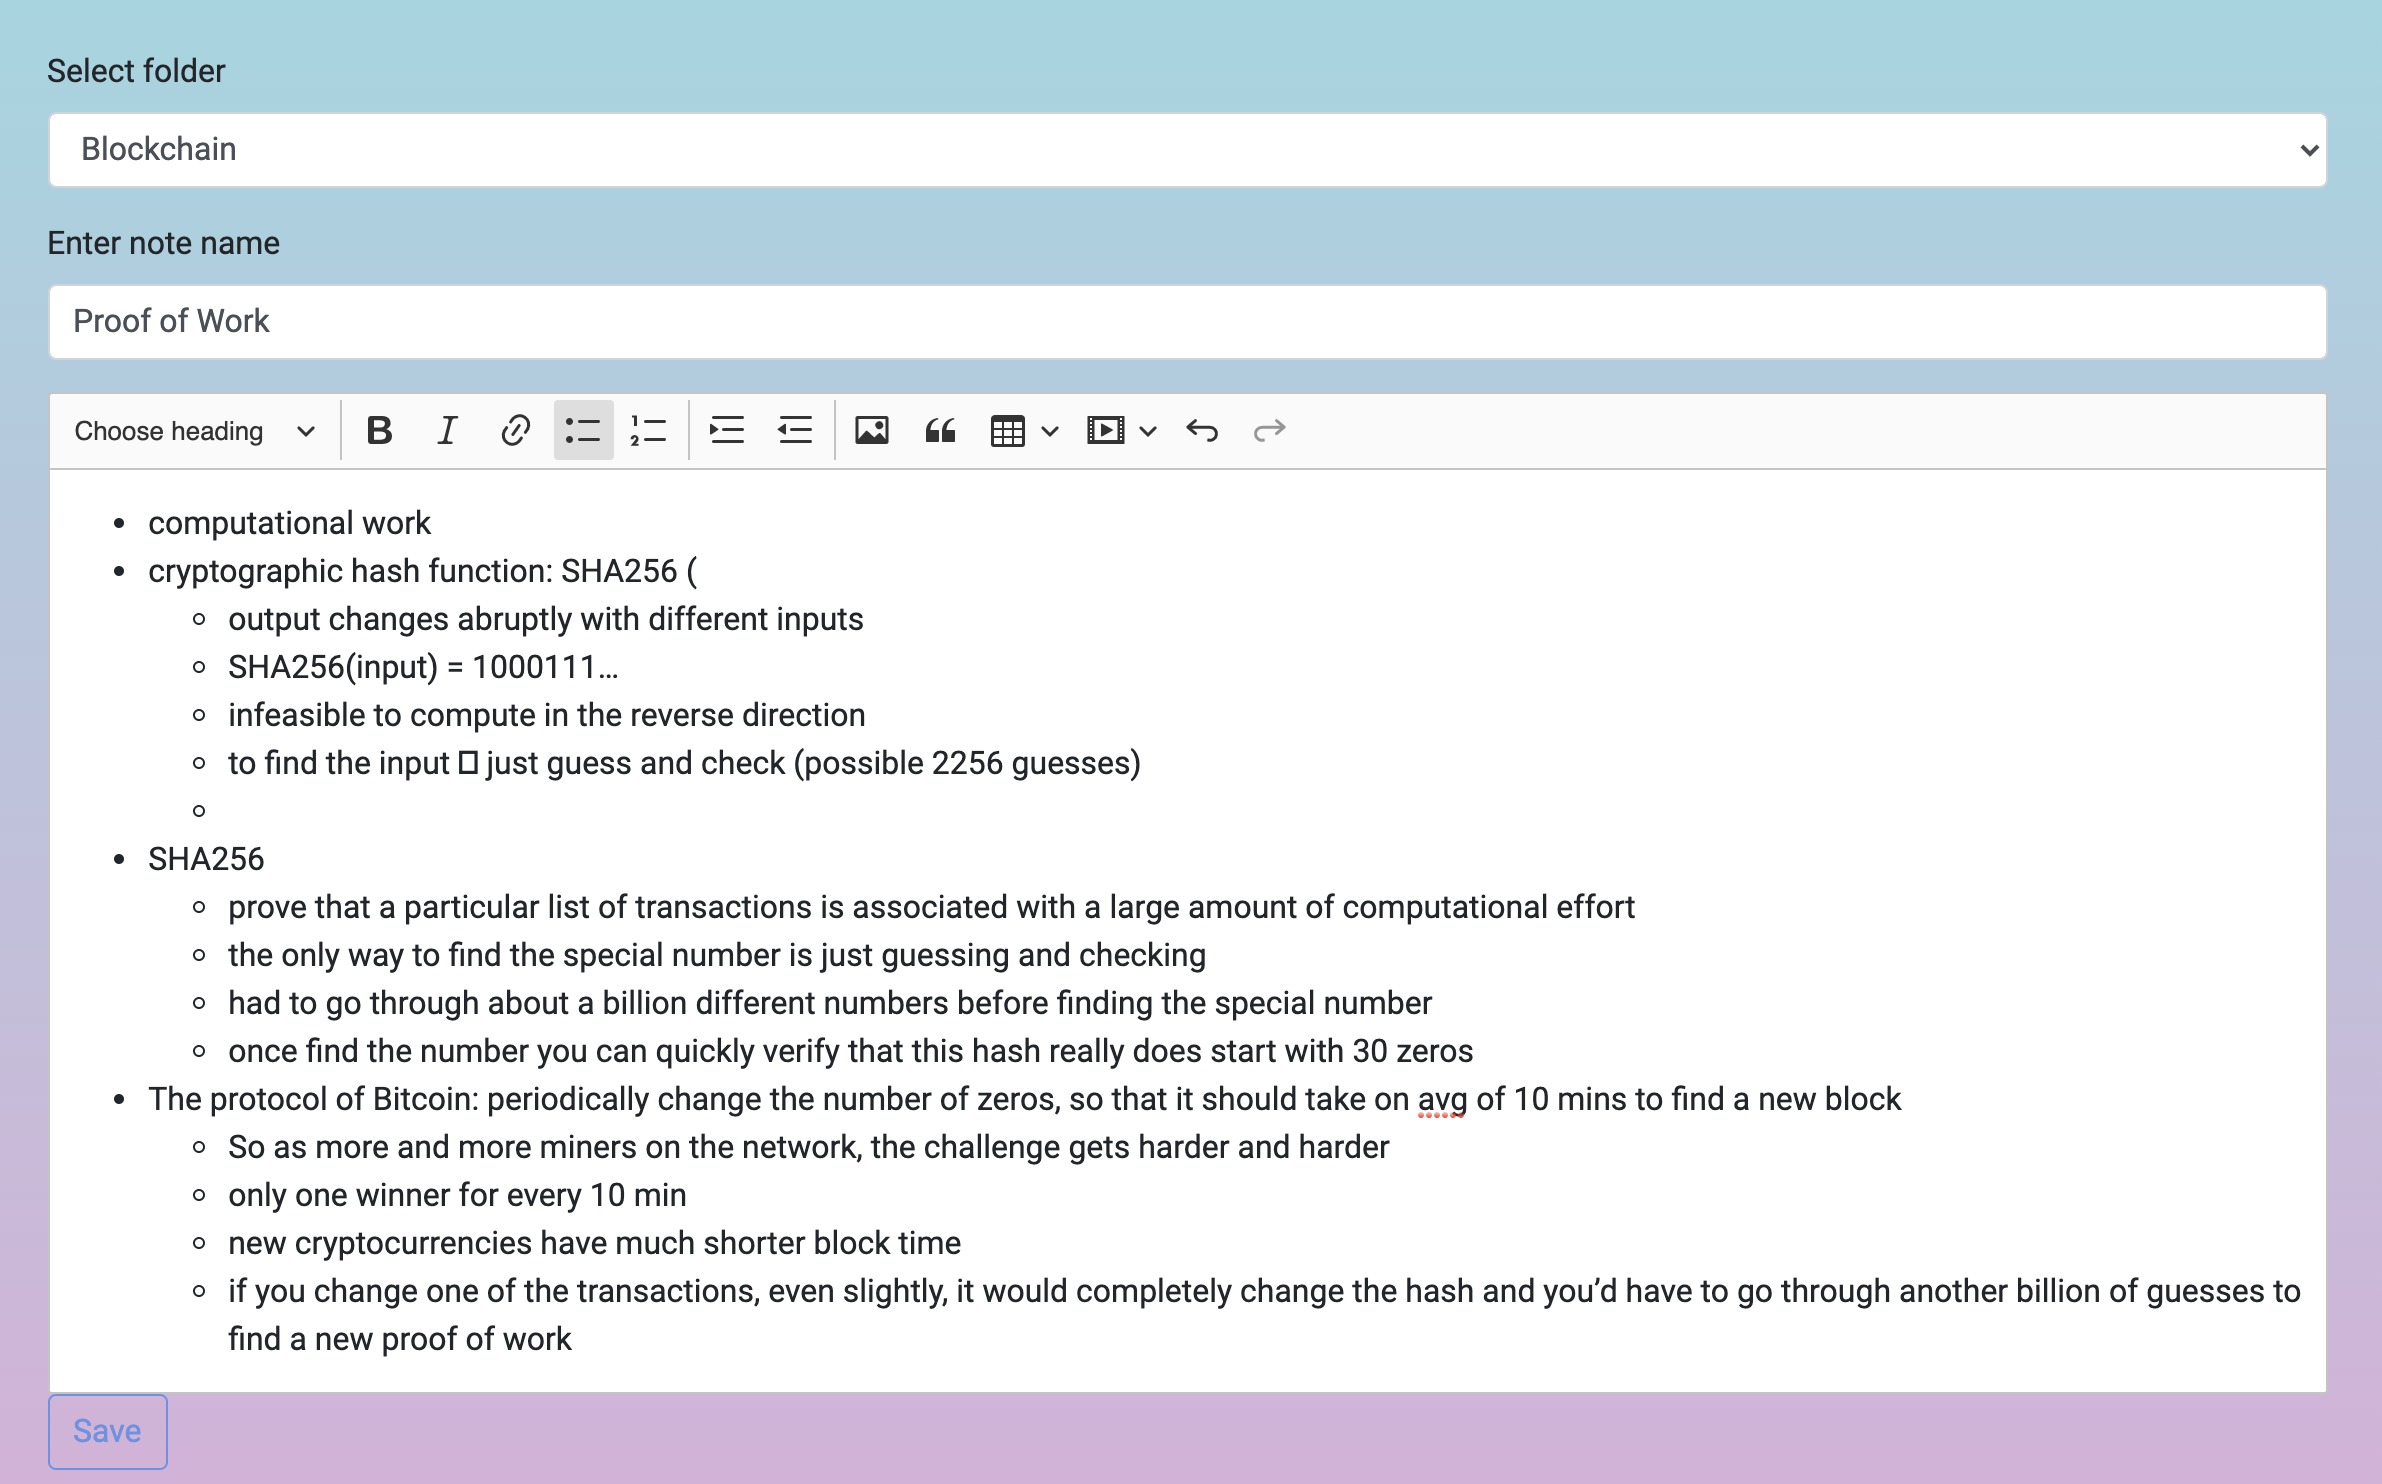 Select folder
Blockchain
Enter note name
Proof of Work
Choose heading
computational work
cryptographic hash function: SHA256 (
output changes abruptly with different inputs
SHA256(input) = 1000111…
infeasible to compute in the reverse direction
to find the input □ just guess and check (possible 2256 guesses)
SHA256
prove that a particular list of transactions is associated with a large amount of computational effort
the only way to find the special number is just guessing and checking
had to go through about a billion different numbers before finding the special number
once find the number you can quickly verify that this hash really does start with 30 zeros
The protocol of Bitcoin: periodically change the number of zeros, so that it should take on avg of 10 mins to find a new block
So as more and more miners on the network, the challenge gets harder and harder
only one winner for every 10 min
new cryptocurrencies have much shorter block time
if you change one of the transactions, even slightly, it would completely change the hash and you’d have to go through another billion of guesses to
find a new proof of work
Save